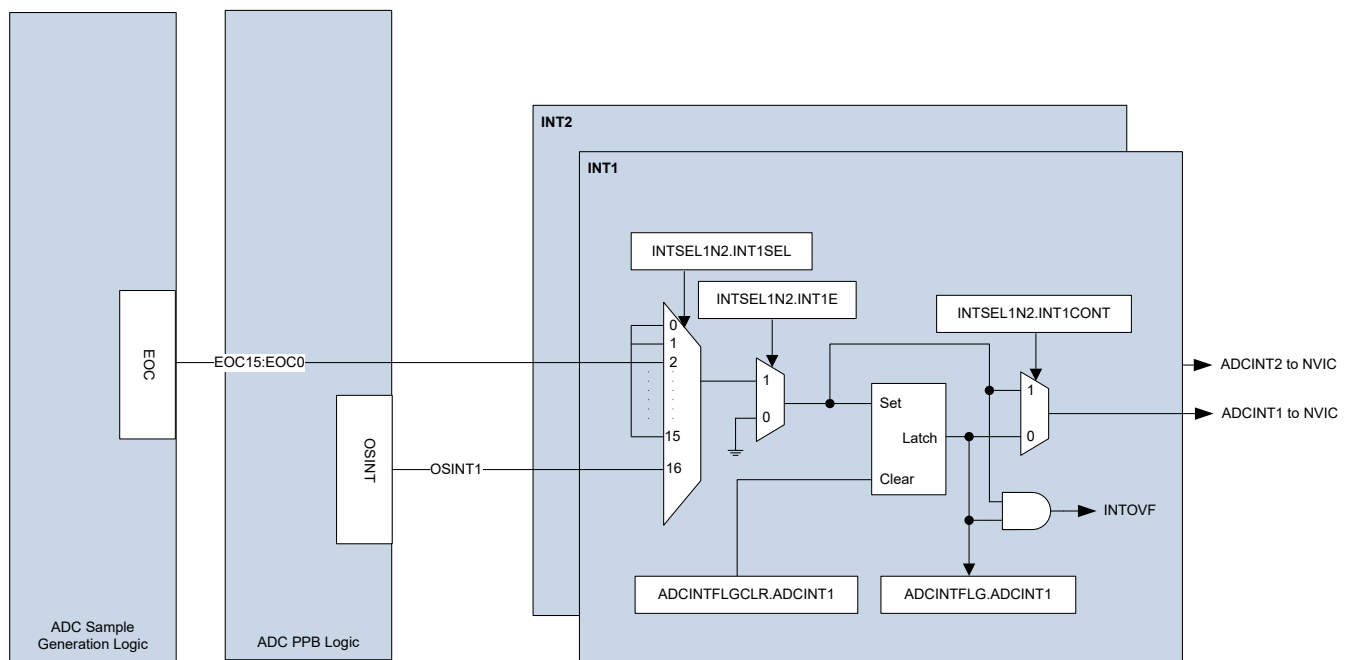 INT2
INT1
INTSEL1N2.INT1SEL
INTSEL1N2.INT1E
INTSEL1N2.INT1CONT
0
1
2
15
16
1
0
EOC
EOC15:EOC0
OSINT
OSINT1
Set
Latch
Clear
1
0
ADCINT2 to NVIC
ADCINT1 to NVIC
INTOVF
ADCINTFLGCLR.ADCINT1
ADCINTFLG.ADCINT1
ADC Sample
Generation Logic
ADC PPB Logic